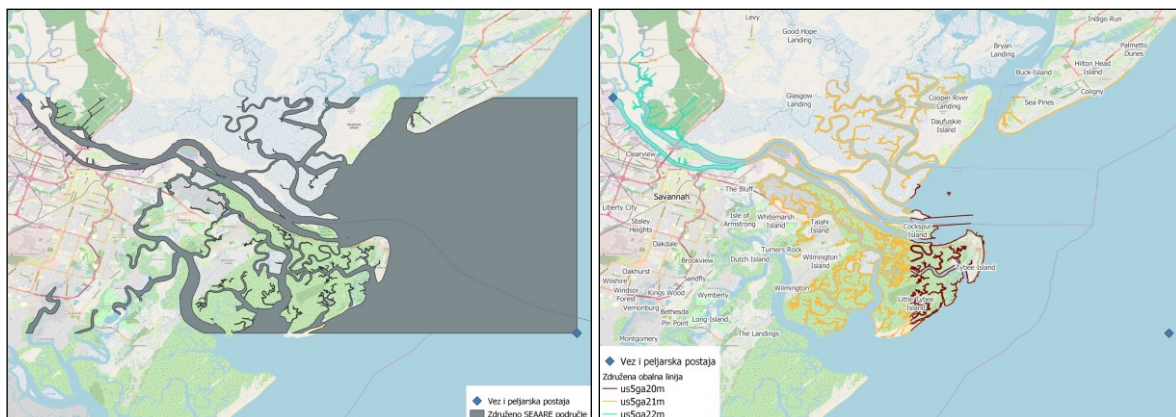 Vez i peljarska postaja
Združeno SEAARE područje
Levy
Good-Hope
Landing
Bryan
Landing
Indigo Run
Palmetto
Dunes
Hilton Head
Island
Buck-Island
Coligny
Sea Pines
Glasgow
Landing
Cooper-River
Landing
Daufuskie
Island
Clearview
Savannah
The Bluff
Liberty City
Staley
Heights
Isle of
Armstrong
Whitemarsh
Island
Talahi
Island
Cockspur
Island
Oakdale
Turners Rock
Dutch Island
Wilmington
Island
Tybee Island
Brookview
Sandfly
Oakhurst
Wilshire
Windsor
Forest
Kings Wood
Wymberly
Wilmington
Little Tybee
Island
Vernonburg
Bethesda
Pin Point
Long Island
Montgomery
The Landings
Vez i peljarska postaja
Združena obalna linija
us5ga20m
us5ga21m
us5ga22m